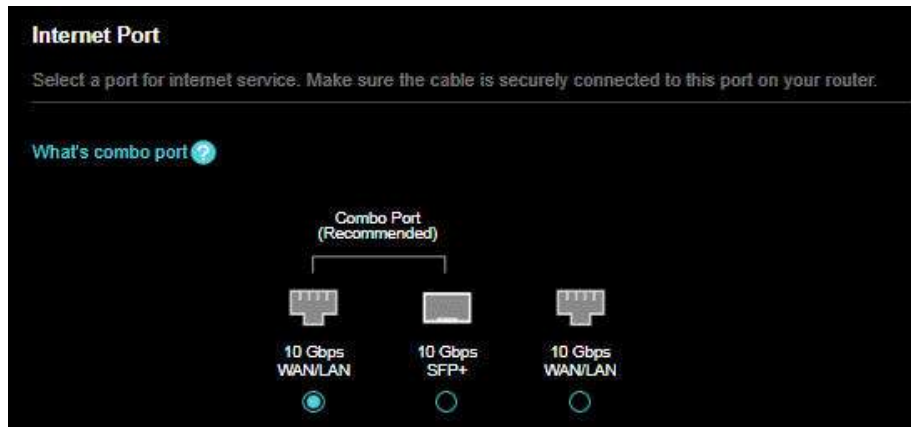 Internet Port
Select a port for internet service. Make sure the cable is securely connected to this port on your router.
What's combo port ?
Combo Port
(Recommended)
10 Gbps
WAN/LAN
10 Gbps
SFP+
10 Gbps
WAN/LAN